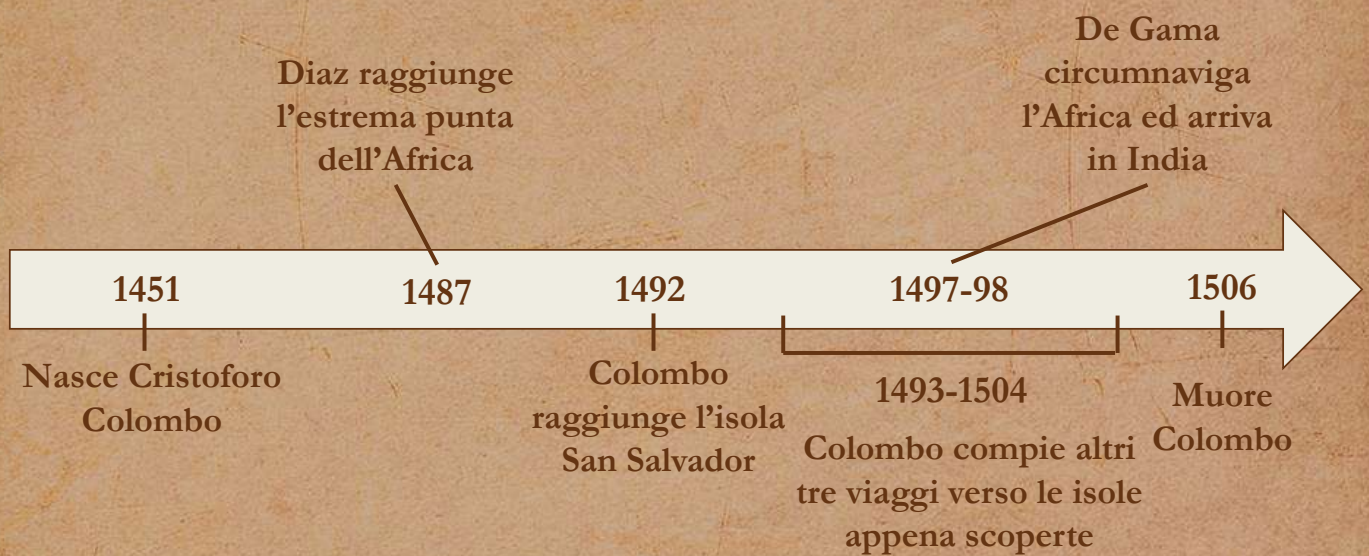 De Gama
circumnaviga
l'Africa ed arriva
in India
Diaz raggiunge
l'estrema punta
dell'Africa
1451
1487
1492
1497-98
1506
Nasce Cristoforo
Colombo
Colombo
raggiunge l'isola
San Salvador
1493-1504
Colombo compie altri
tre viaggi verso le isole
appena scoperte
Muore
Colombo